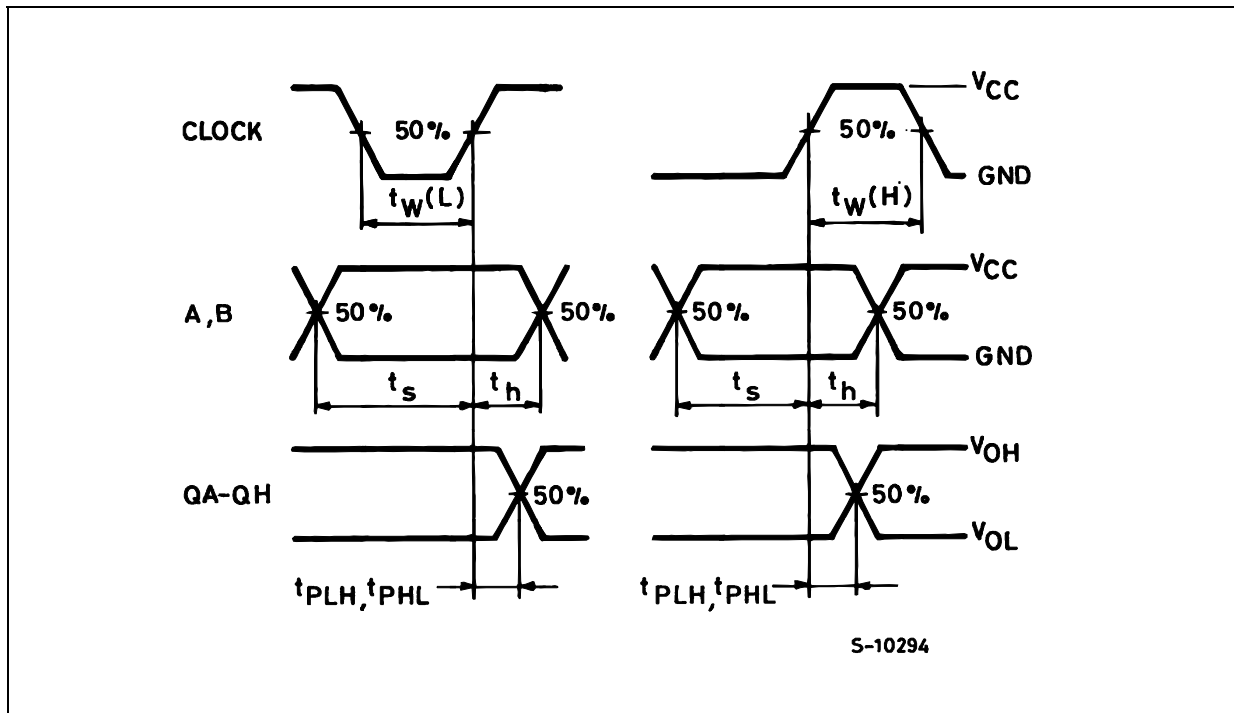 CLOCK 50% 50% VCC
GND
tW(L) tW(H)
A,B 50% 50% 50% 50% VCC
GND
ts th ts th
QA-QH 50% 50% VOH
VOL
tPLH,tPHL tPLH,tPHL
S-10294